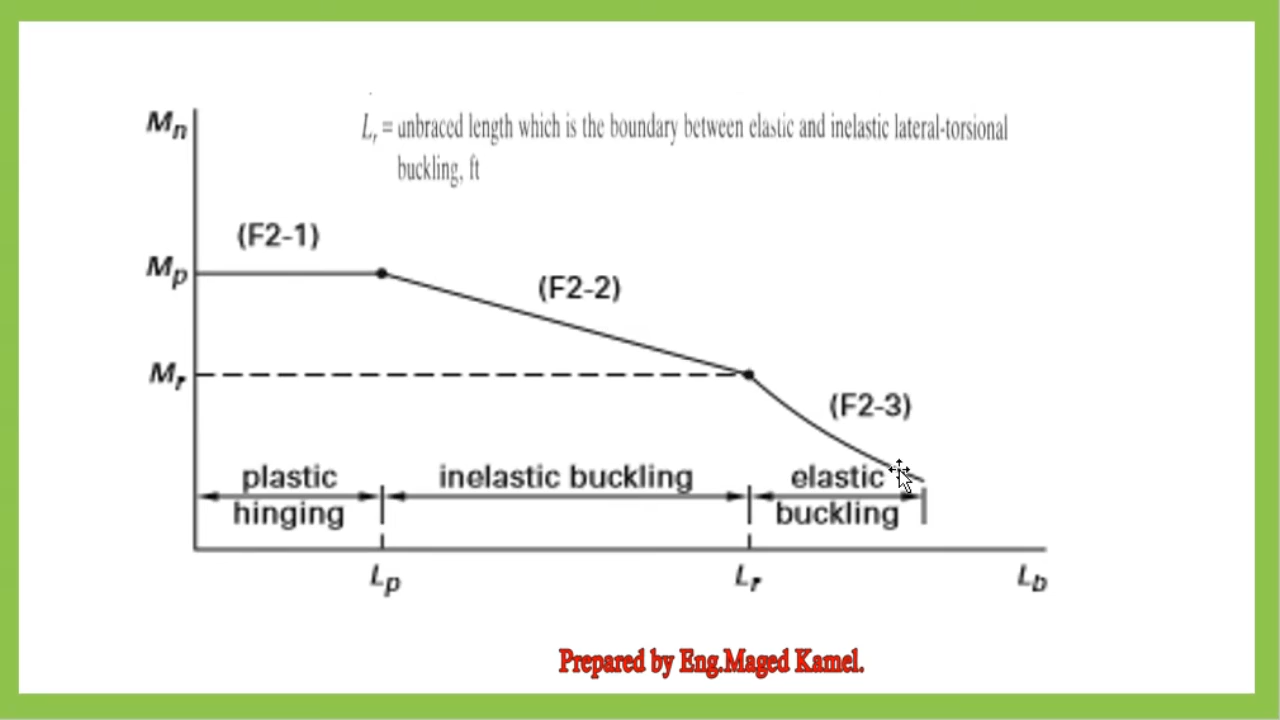 Mn
Lr = unbraced length which is the boundary between elastic and inelastic lateral-torsional
buckling, ft
(F2-1)
Mp
(F2-2)
Mr
(F2-3)
plastic
hinging
inelastic buckling
elastic
buckling
Lp
Lr
Lb
Prepared by Eng.Maged Kamel.